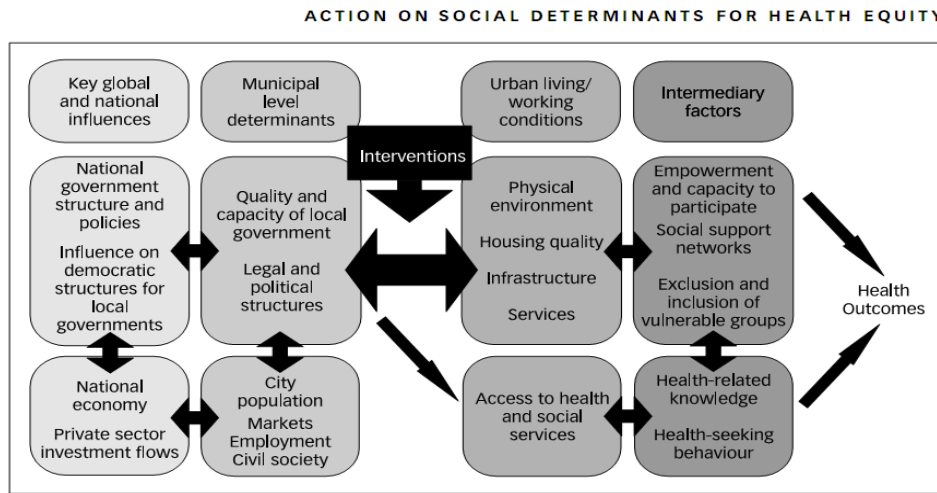 ACTION ON SOCIAL DETERMINANTS FOR HEALTH EQUITY
Key global
and national
influences
Municipal
level
determinants
Urban living/
working
conditions
Intermediary
factors
Interventions
National
government
structure and
policies
Influence on
democratic
structures for
local
governments
Quality and
capacity of local
government
Legal and
political
structures
Physical
environment
Housing quality
Infrastructure
Services
Empowerment
and capacity to
participate
Social support
networks
Exclusion and
inclusion of
vulnerable groups
Health
Outcomes
National
economy
Private sector
investment flows
City
population
Markets
Employment
Civil society
Access to health
and social
services
Health-related
knowledge
Health-seeking
behaviour